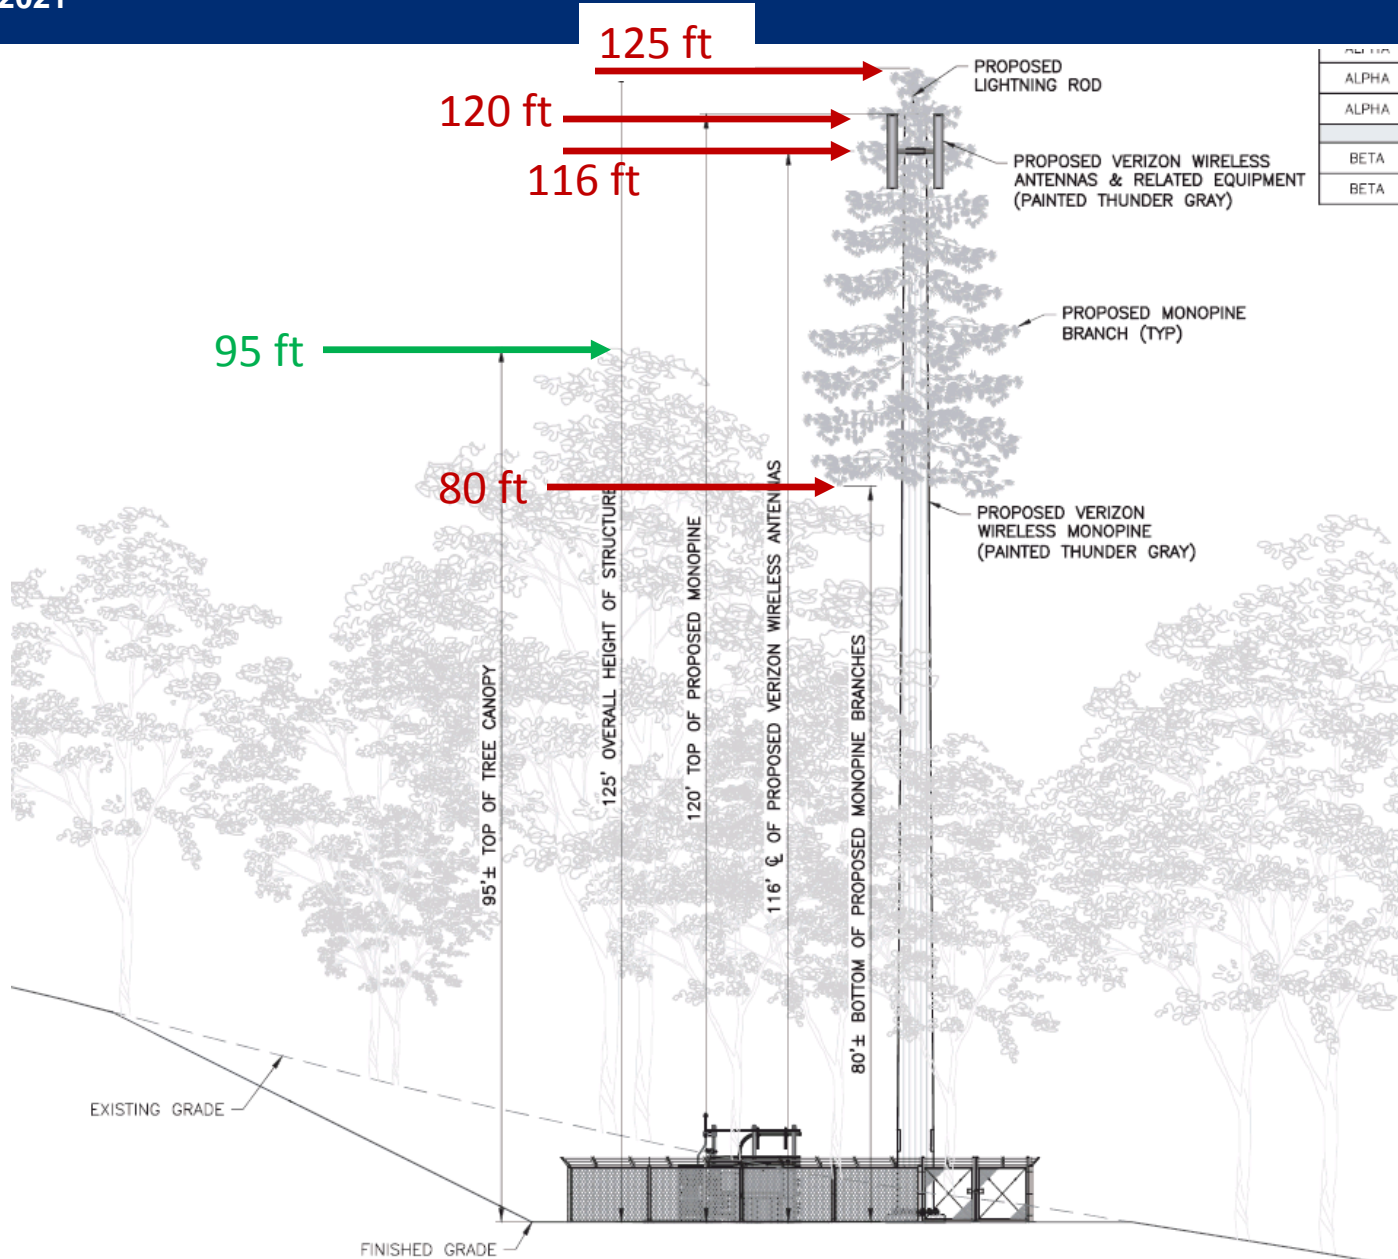 2021
125 ft
120 ft
116 ft
95 ft
80 ft
PROPOSED
LIGHTNING ROD
PROPOSED VERIZON WIRELESS
ANTENNAS & RELATED EQUIPMENT
(PAINTED THUNDER GRAY)
PROPOSED MONOPINE
BRANCH (TYP)
PROPOSED VERIZON
WIRELESS MONOPINE
(PAINTED THUNDER GRAY)
ALPHA
ALPHA
ALPHA
BETA
BETA
95'± TOP OF TREE CANOPY
125' OVERALL HEIGHT OF STRUCTURE
120' TOP OF PROPOSED MONOPINE
116' ℄ OF PROPOSED VERIZON WIRELESS ANTENNAS
80'± BOTTOM OF PROPOSED MONOPINE BRANCHES
EXISTING GRADE
FINISHED GRADE